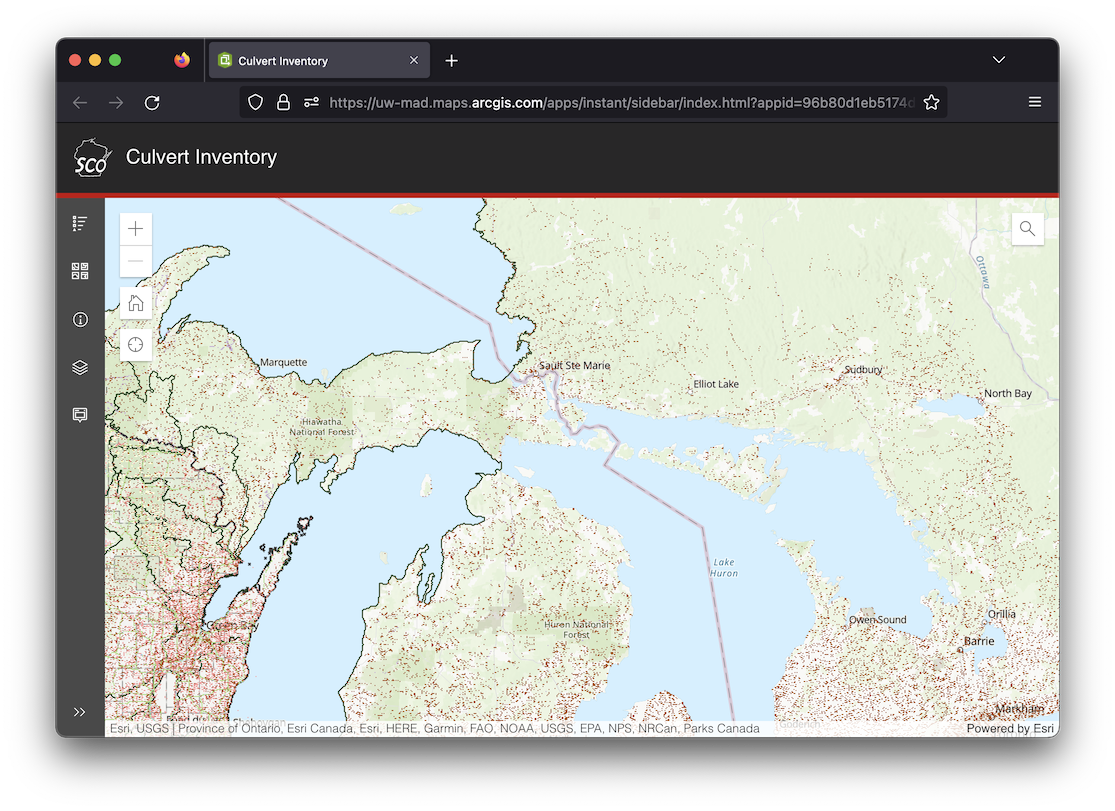 Culvert Inventory
https://uw-mad.maps.arcgis.com/apps/instant/sidebar/index.html?appid=96b80d1eb5174d
SCO
Culvert Inventory
Ottawa
Marquette
Sault Ste Marie
Elliot Lake
Sudbury
North Bay
Hiawatha
National Forest
Lake
Huron
Orillia
Owen Sound
Huron National
Forest
Barrie
Markham
Esri, USGS | Province of Ontario, Esri Canada, Esri, HERE, Garmin, FAO, NOAA, USGS, EPA, NPS, NRCan, Parks Canada
Powered by Esri